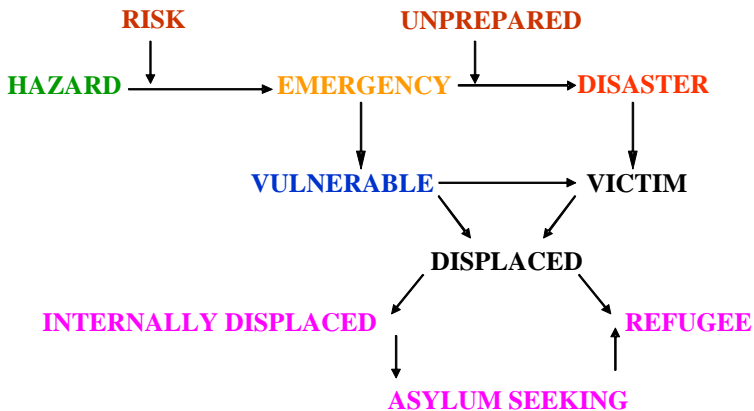 RISK
UNPREPARED
HAZARD
EMERGENCY
DISASTER
VULNERABLE
VICTIM
DISPLACED
INTERNALLY DISPLACED
REFUGEE
ASYLUM SEEKING